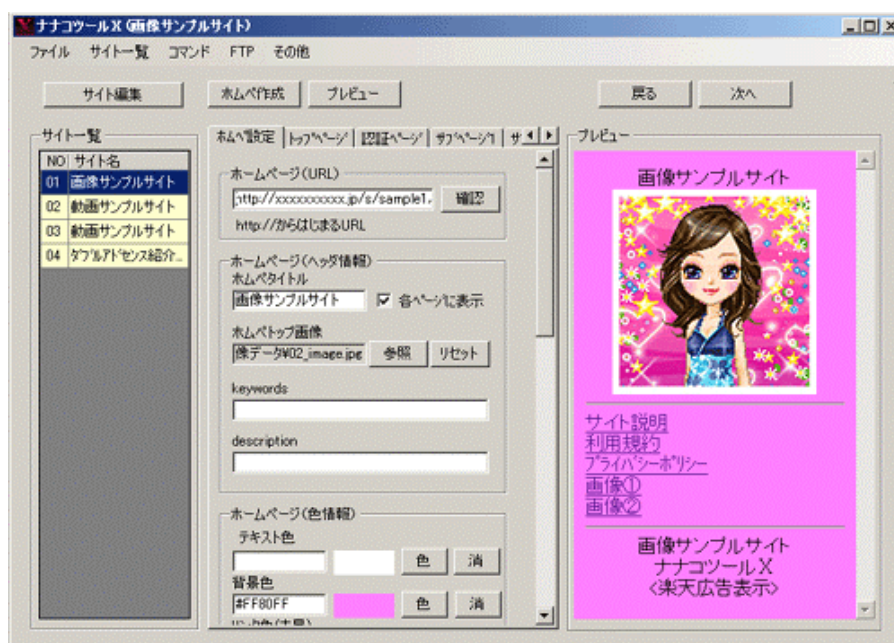 ナナコツールX(画像サンプルサイト)
ファイル サイト一覧 コマンド FTP その他
サイト編集 ホムペ作成 プレビュー 戻る 次へ
サイト一覧
NO サイト名
01 画像サンプルサイト
02 動画サンプルサイト
03 動画サンプルサイト
04 ダブルアドセンス紹介...
ホムペ設定 トップページ 認証ページ サブページ1 サ
ホームページ(URL)
http://xxxxxxxxxx.jp/s/sample1. 確認
http://からはじまるURL
ホームページ(ヘッダ情報)
ホムペタイトル
画像サンプルサイト 各ページに表示
ホムペトップ画像
像データ¥02_image.jpg 参照 リセット
keywords
description
ホームページ(色情報)
テキスト色
色 消
背景色
#FF80FF 色 消
プレビュー
画像サンプルサイト
サイト説明
利用規約
プライバシーポリシー
画像①
画像②
画像サンプルサイト
ナナコツールX
<楽天広告表示>